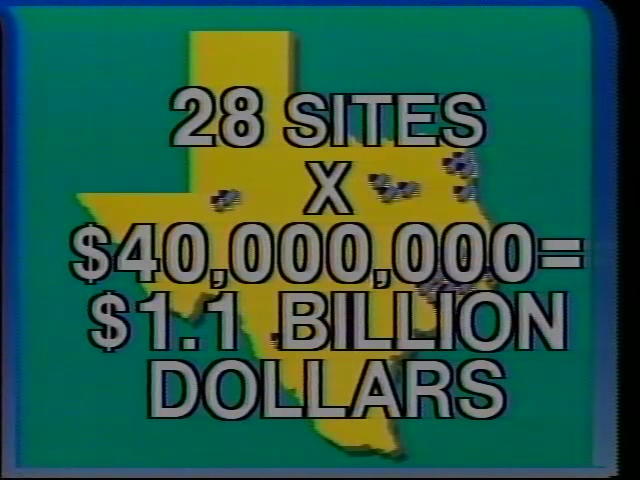 28 SITES
X
$40,000,000=
$1.1 BILLION
DOLLARS